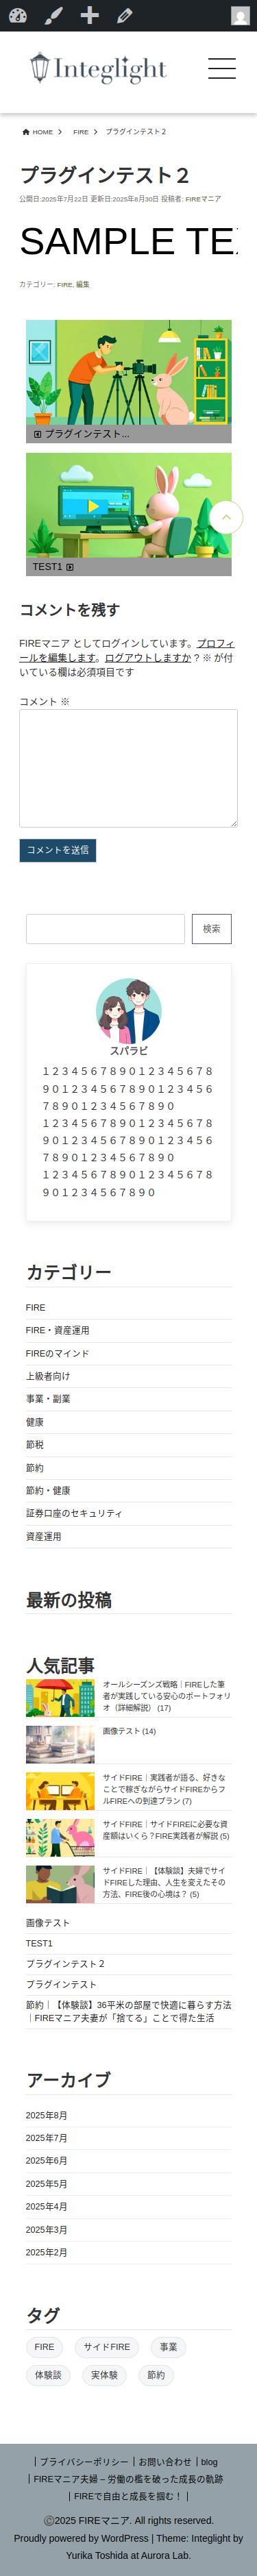 Integlight
HOME > FIRE > プラグインテスト２
プラグインテスト２
公開日:2025年7月22日 更新日:2025年8月30日 投稿者: FIREマニア
SAMPLE TEX
カテゴリー: FIRE, 編集
プラグインテスト...
TEST1
コメントを残す
FIREマニア としてログインしています。プロフィ
ールを編集します。ログアウトしますか ? ※ が付
いている欄は必須項目です
コメント ※
コメントを送信
検索
スパラビ
１２３４５６７８９０１２３４５６７８
９０１２３４５６７８９０１２３４５６
７８９０１２３４５６７８９０
１２３４５６７８９０１２３４５６７８
９０１２３４５６７８９０１２３４５６
７８９０１２３４５６７８９０
１２３４５６７８９０１２３４５６７８
９０１２３４５６７８９０
カテゴリー
FIRE
FIRE・資産運用
FIREのマインド
上級者向け
事業・副業
健康
節税
節約
節約・健康
証券口座のセキュリティ
資産運用
最新の投稿
人気記事
オールシーズンズ戦略｜FIREした筆
者が実践している安心のポートフォリ
オ（詳細解説） (17)
画像テスト (14)
サイドFIRE｜実践者が語る、好きな
ことで稼ぎながらサイドFIREからフ
ルFIREへの到達プラン (7)
サイドFIRE｜サイドFIREに必要な資
産額はいくら？FIRE実践者が解説 (5)
サイドFIRE｜【体験談】夫婦でサイ
ドFIREした理由、人生を変えたその
方法、FIRE後の心境は？ (5)
画像テスト
TEST1
プラグインテスト２
プラグインテスト
節約｜【体験談】36平米の部屋で快適に暮らす方法
｜FIREマニア夫妻が「捨てる」ことで得た生活
アーカイブ
2025年8月
2025年7月
2025年6月
2025年5月
2025年4月
2025年3月
2025年2月
タグ
FIRE サイドFIRE 事業
体験談 実体験 節約
| プライバシーポリシー | お問い合わせ | blog
| FIREマニア夫婦 – 労働の檻を破った成長の軌跡
| FIREで自由と成長を掴む！ |
Ⓒ2025 FIREマニア. All rights oserved.
Proudly powered by WordPress | Theme: Integlight by
Yurika Toshida at Aurora Lab.